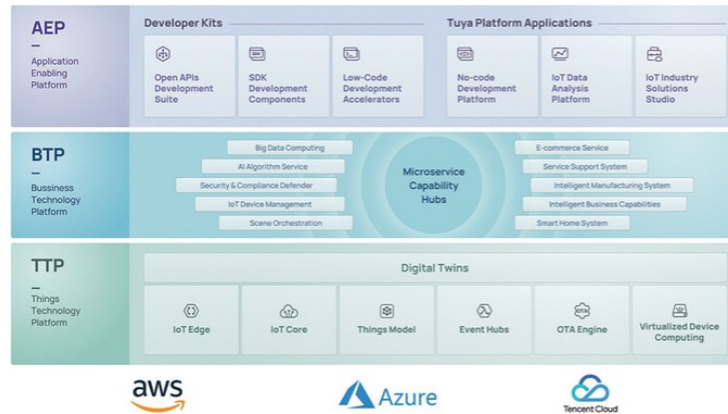 AEP
Application
Enabling
Platform
Developer Kits
Tuya Platform Applications
Open APIs
Development
Suite
SDK
Development
Components
Low-Code
Development
Accelerators
No-code
Development
Platform
IoT Data
Analysis
Platform
IoT Industry
Solutions
Studio
BTP
Bussiness
Technology
Platform
Big Data Computing
AI Algorithm Service
Security & Compliance Defender
IoT Device Management
Scene Orchestration
Microservice
Capability
Hubs
E-commerce Service
Service Support System
Intelligent Manufacturing System
Intelligent Business Capabilities
Smart Home System
TTP
Things
Technology
Platform
Digital Twins
IoT Edge
IoT Core
Things Model
Event Hubs
OTA
OTA Engine
Virtualized Device
Computing
aws
Azure
Tencent Cloud